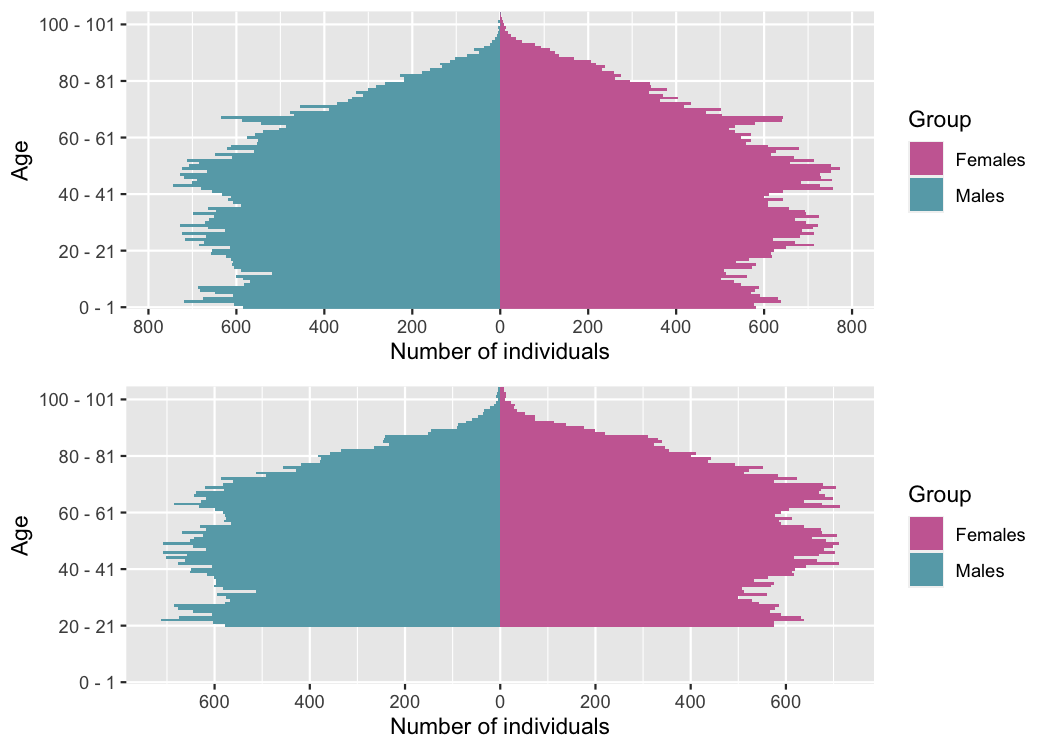 100 - 101
80 - 81
60 - 61
40 - 41
20 - 21
0 - 1
Age
800 600 400 200 0 200 400 600 800
Number of individuals
Group
Females
Males
100 - 101
80 - 81
60 - 61
40 - 41
20 - 21
0 - 1
Age
600 400 200 0 200 400 600
Number of individuals
Group
Females
Males